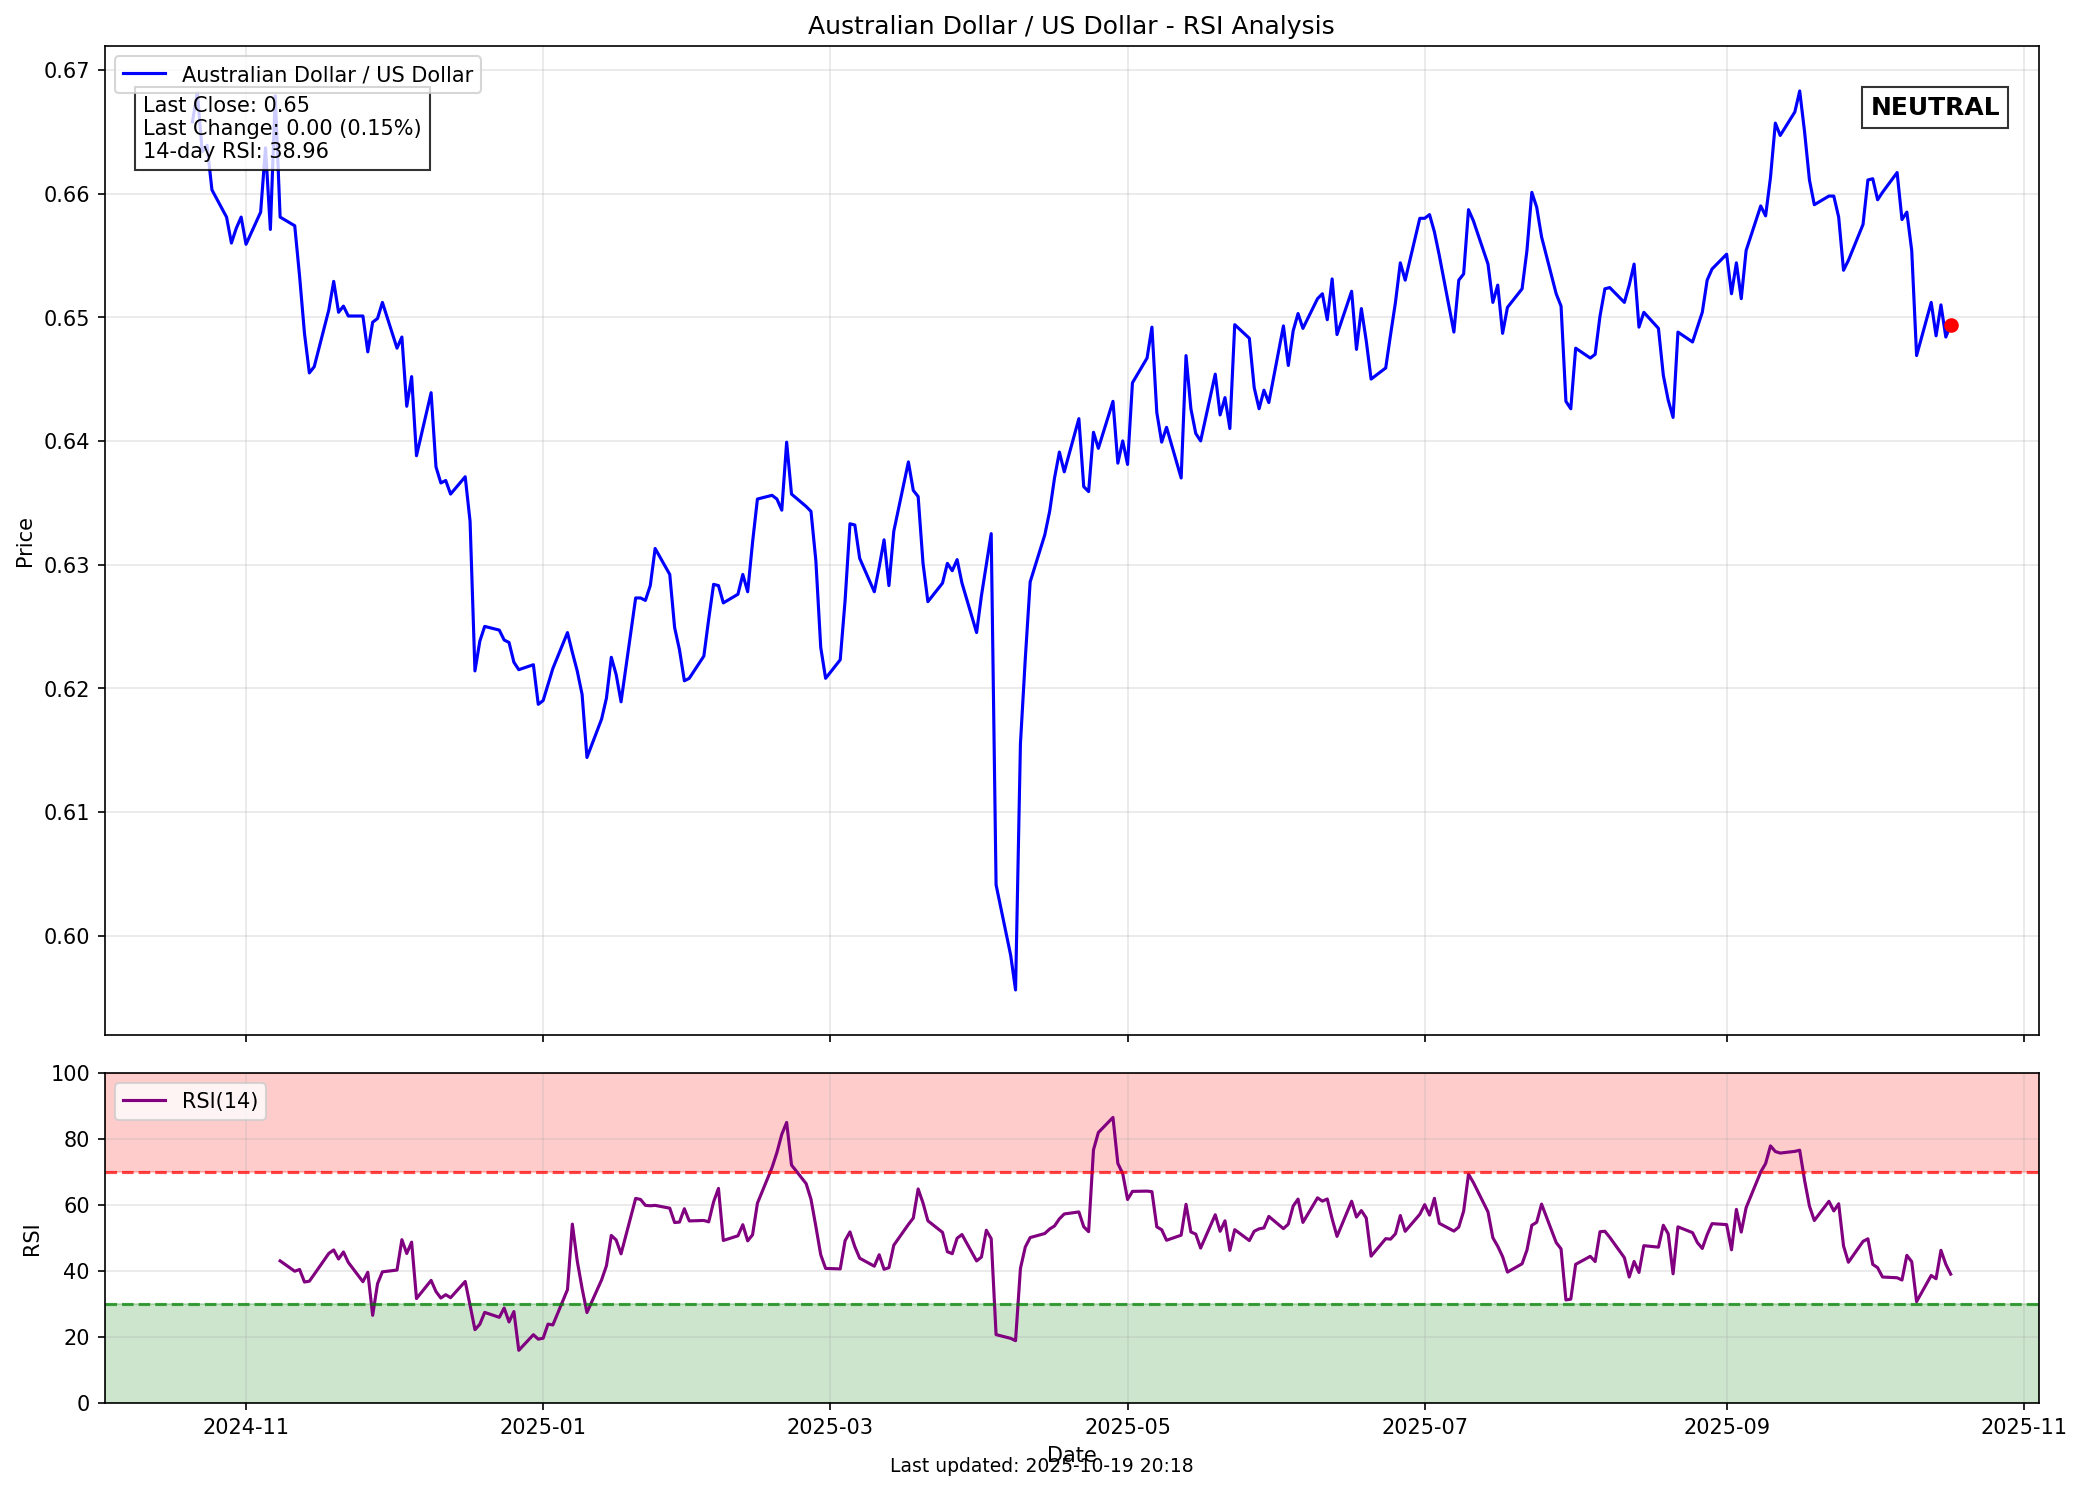 Australian Dollar / US Dollar - RSI Analysis
Australian Dollar / US Dollar
Last Close: 0.65
Last Change: 0.00 (0.15%)
14-day RSI: 38.96
NEUTRAL
0.67
0.66
0.65
0.64
0.63
0.62
0.61
0.60
Price
RSI(14)
100
80
60
40
20
0
RSI
2024-11
2025-01
2025-03
2025-05
2025-07
2025-09
2025-11
Date
Last updated: 2025-10-19 20:18